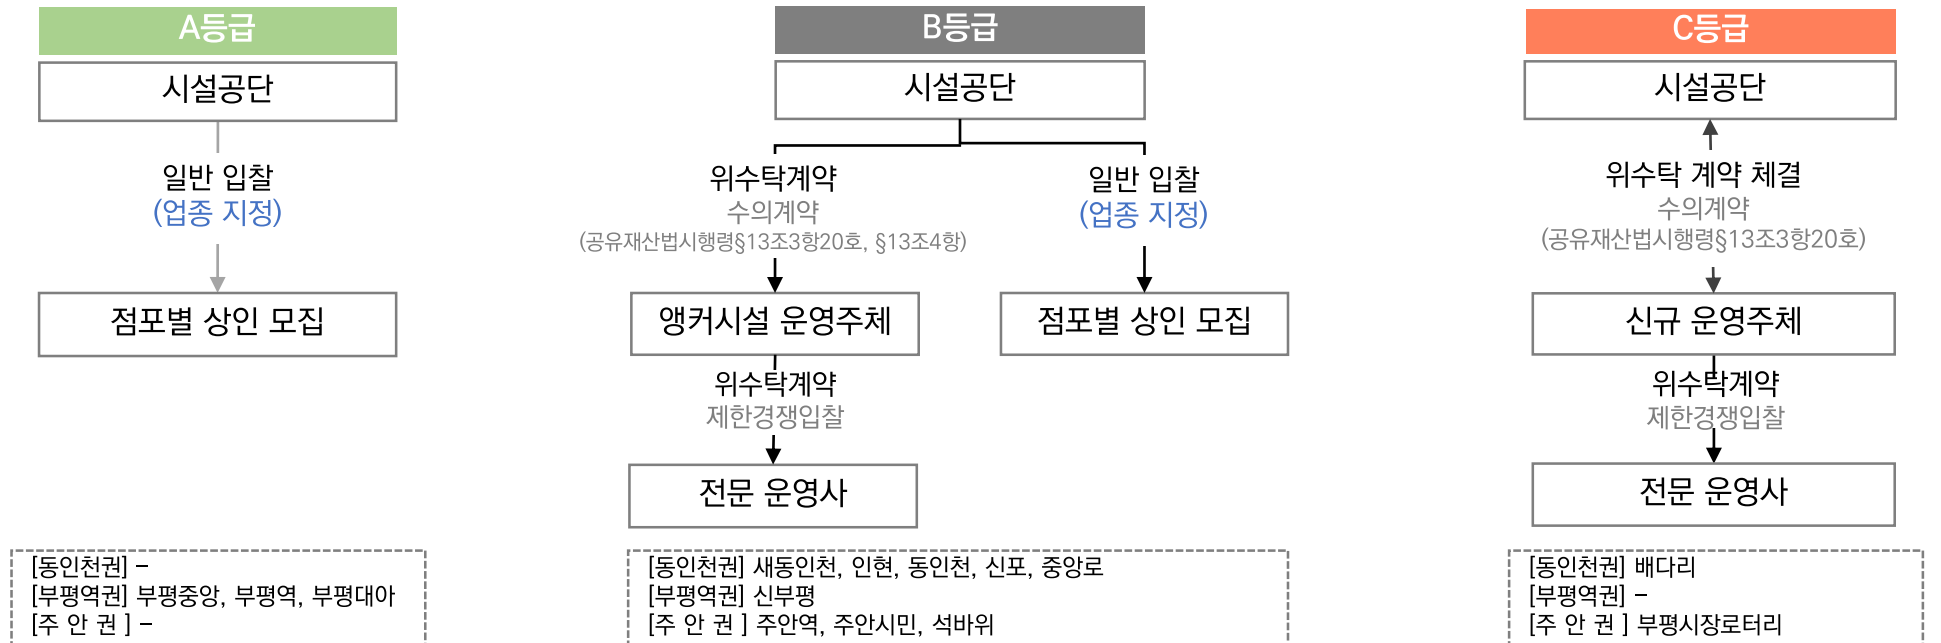 A등급
시설공단
일반 입찰
(업종 지정)
점포별 상인 모집
[동인천권] –
[부평역권] 부평중앙, 부평역, 부평대아
[주 안 권 ] –
B등급
시설공단
위수탁계약
수의계약
(공유재산법시행령§13조3항20호, §13조4항)
앵커시설 운영주체
위수탁계약
제한경쟁입찰
전문 운영사
일반 입찰
(업종 지정)
점포별 상인 모집
[동인천권] 새동인천, 인현, 동인천, 신포, 중앙로
[부평역권] 신부평
[주 안 권 ] 주안역, 주안시민, 석바위
C등급
시설공단
위수탁 계약 체결
수의계약
(공유재산법시행령§13조3항20호)
신규 운영주체
위수탁계약
제한경쟁입찰
전문 운영사
[동인천권] 배다리
[부평역권] –
[주 안 권 ] 부평시장로터리